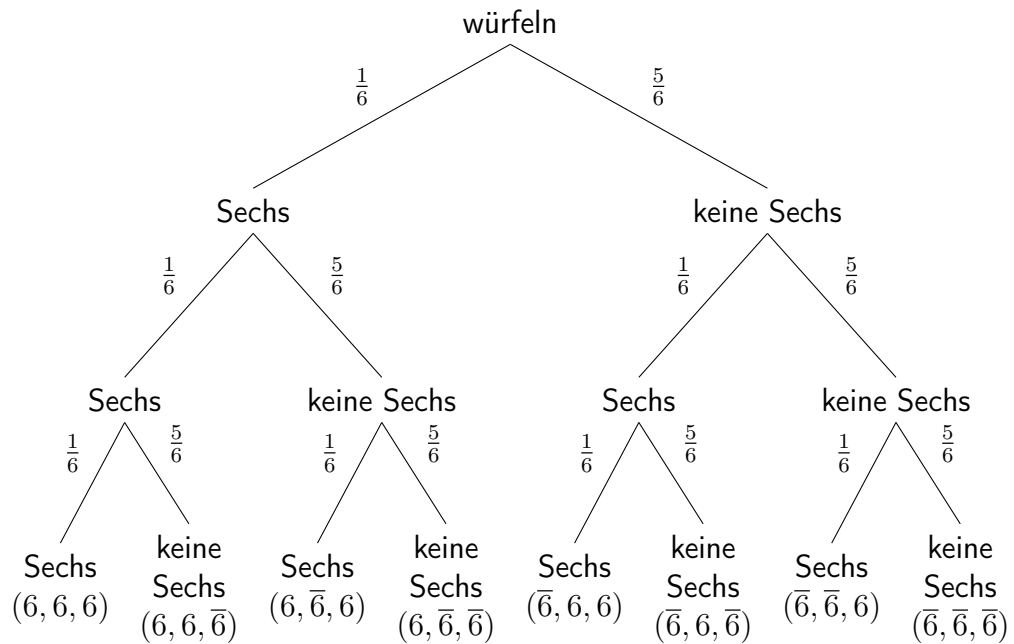 würfeln
1/6 5/6
Sechs keine Sechs
1/6 5/6 1/6 5/6
Sechs keine Sechs Sechs keine Sechs
1/6 5/6 1/6 5/6 1/6 5/6 1/6 5/6
Sechs
(6, 6, 6)
keine
Sechs
(6, 6, 6̅)
Sechs
(6, 6̅, 6)
keine
Sechs
(6, 6̅, 6̅)
Sechs
(6̅, 6, 6)
keine
Sechs
(6̅, 6, 6̅)
Sechs
(6̅, 6̅, 6)
keine
Sechs
(6̅, 6̅, 6̅)